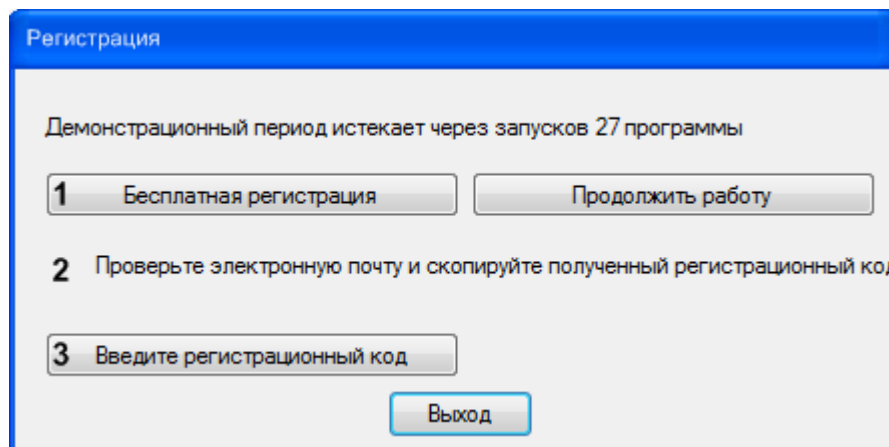 Регистрация
Демонстрационный период истекает через запусков 27 программы
1 Бесплатная регистрация Продолжить работу
2 Проверьте электронную почту и скопируйте полученный регистрационный код
3 Введите регистрационный код
Выход